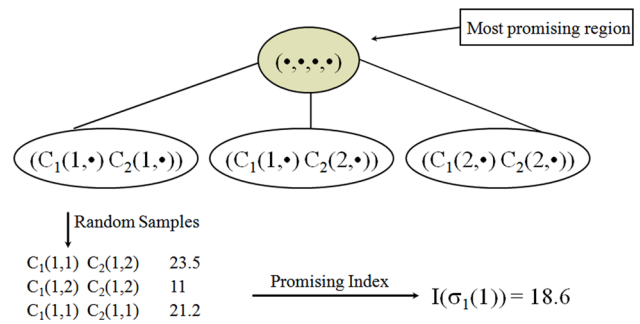 Most promising region
(•,•,•,•)
(C₁(1,•) C₂(1,•)) (C₁(1,•) C₂(2,•)) (C₁(2,•) C₂(2,•))
Random Samples
C₁(1,1) C₂(1,2) 23.5
C₁(1,2) C₂(1,2) 11
C₁(1,1) C₂(1,1) 21.2
Promising Index
I(σ₁(1)) = 18.6